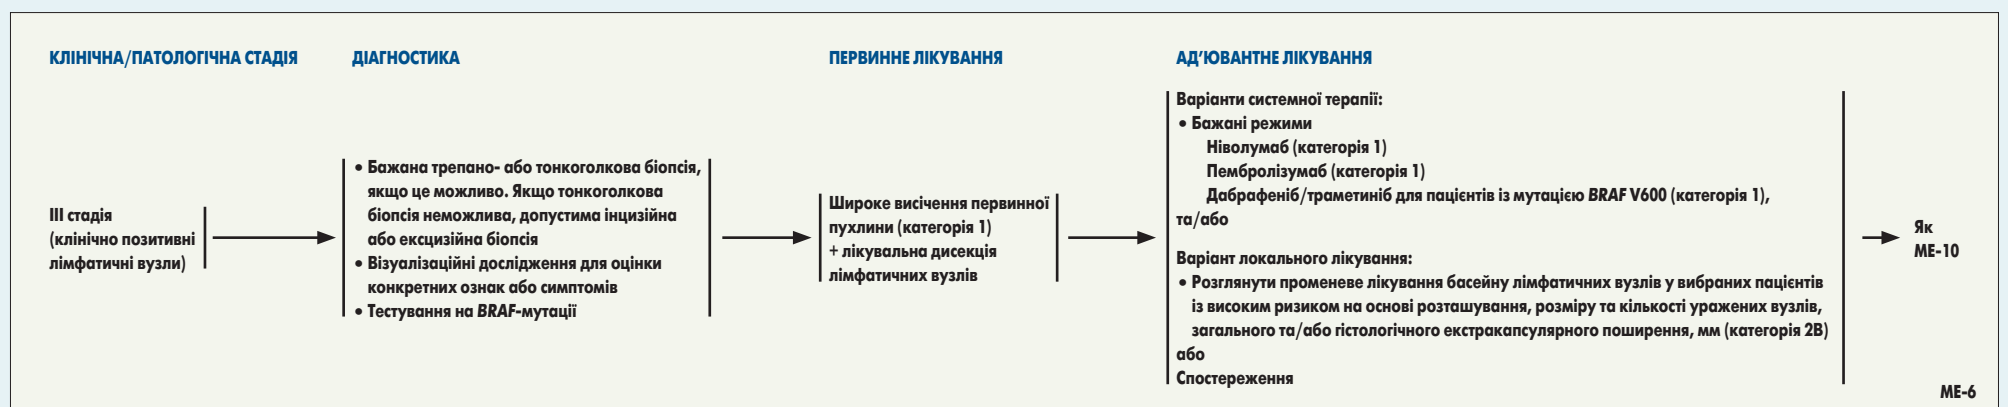 КЛІНІЧНА/ПАТОЛОГІЧНА СТАДІЯ
ДІАГНОСТИКА
ПЕРВИННЕ ЛІКУВАННЯ
АД’ЮВАНТНЕ ЛІКУВАННЯ
III стадія
(клінічно позитивні
лімфатичні вузли)
• Бажана трепано- або тонкоголкова біопсія,
якщо це можливо. Якщо тонкоголкова
біопсія неможлива, допустима інцизійна
або ексцизійна біопсія
• Візуалізаційні дослідження для оцінки
конкретних ознак або симптомів
• Тестування на BRAF-мутації
Широке висічення первинної
пухлини (категорія 1)
+ лікувальна дисекція
лімфатичних вузлів
Варіанти системної терапії:
• Бажані режими
Ніволумаб (категорія 1)
Пембролізумаб (категорія 1)
Дабрафеніб/траметиніб для пацієнтів із мутацією BRAF V600 (категорія 1),
та/або
Варіант локального лікування:
• Розглянути променеве лікування басейну лімфатичних вузлів у вибраних пацієнтів
із високим ризиком на основі розташування, розміру та кількості уражених вузлів,
загального та/або гістологічного екстракапсулярного поширення, мм (категорія 2B)
або
Спостереження
Як
ME-10
ME-6